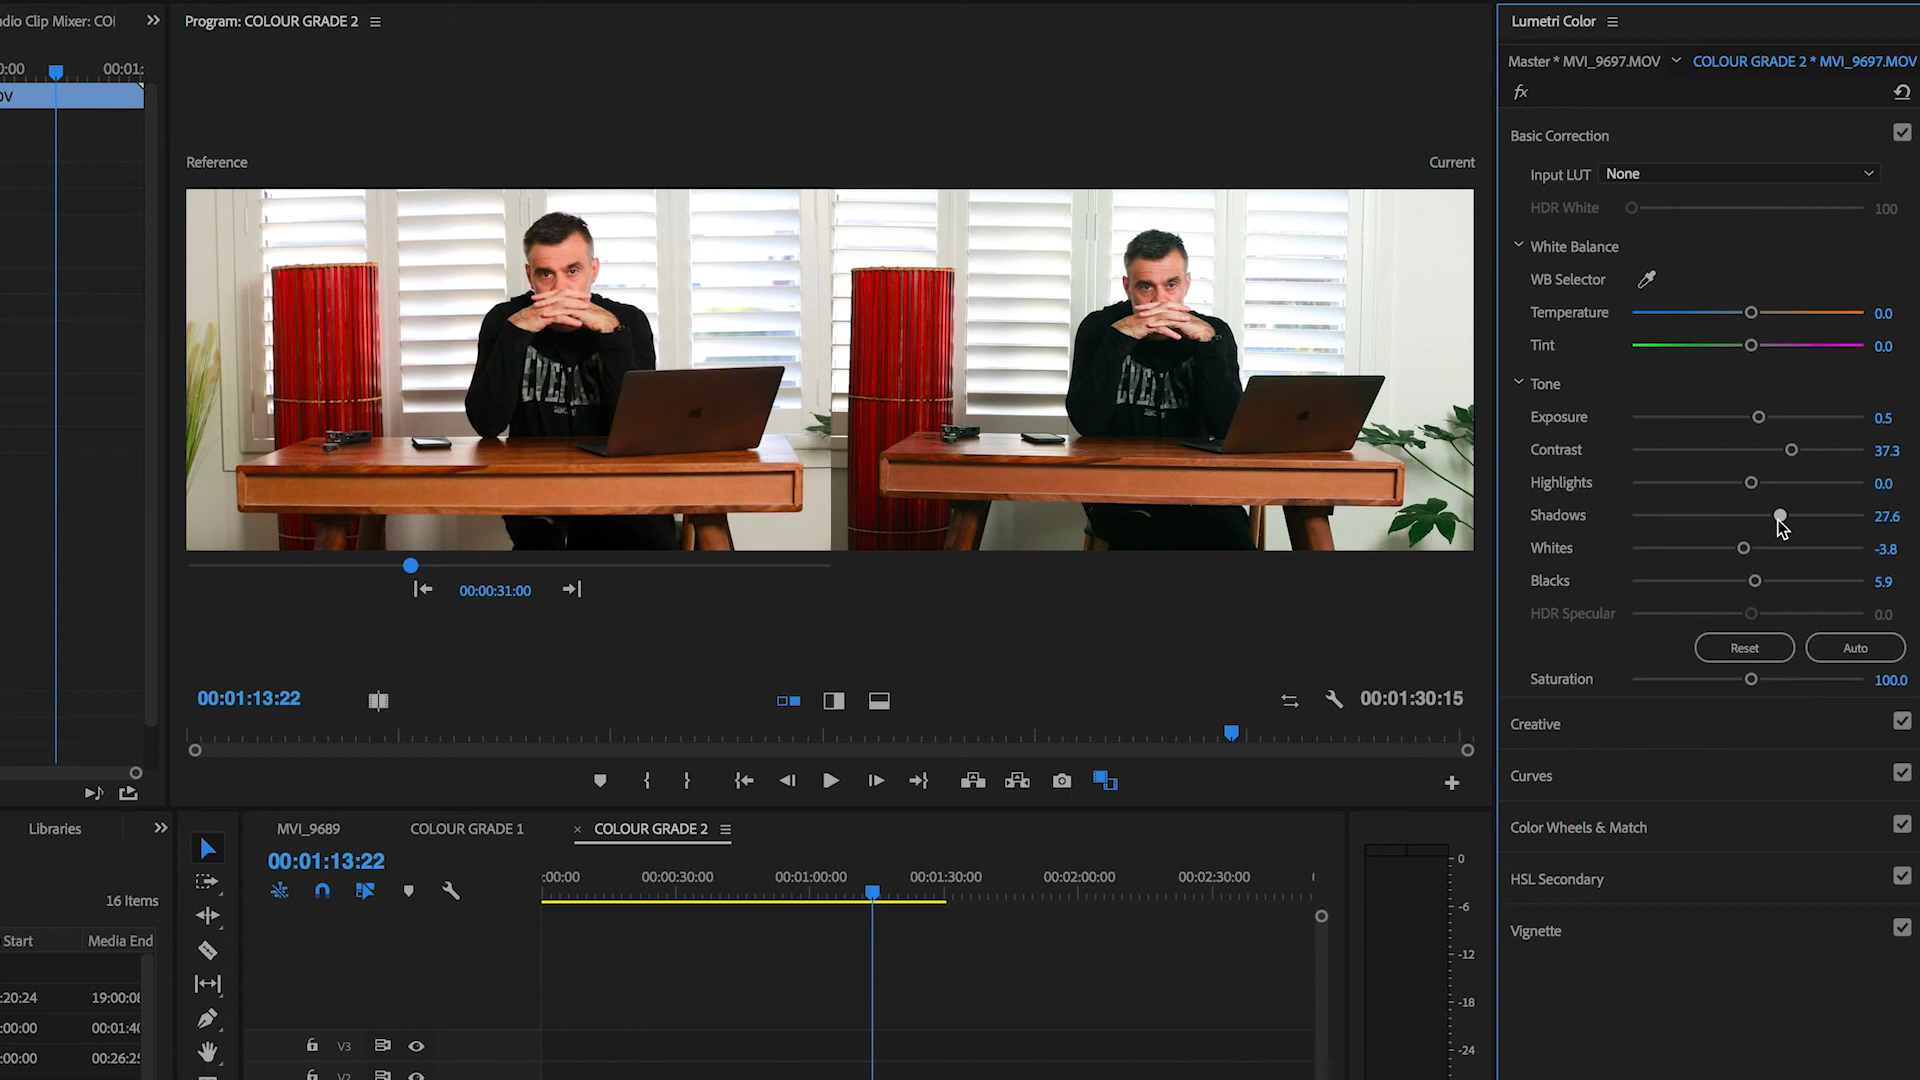 Audio Clip Mixer: COL
Program: COLOUR GRADE 2
Lumetri Color
Master * MVI_9697.MOV
COLOUR GRADE 2 * MVI_9697.MOV
0:00
00:01:
OV
fx
Basic Correction
Reference
Current
Input LUT
None
HDR White
100
White Balance
WB Selector
Temperature
0.0
Tint
0.0
Tone
Exposure
0.5
Contrast
37.3
Highlights
0.0
Shadows
27.6
Whites
-3.8
Blacks
5.9
HDR Specular
0.0
Reset
Auto
Saturation
100.0
Creative
Curves
Color Wheels & Match
HSL Secondary
Vignette
00:00:31:00
00:01:13:22
00:01:30:15
Libraries
MVI_9689
COLOUR GRADE 1
× COLOUR GRADE 2
00:01:13:22
:00:00
00:00:30:00
00:01:00:00
00:01:30:00
00:02:00:00
00:02:30:00
16 Items
Start
Media End
:20:24
19:00:08
:00:00
00:01:40
:00:00
00:26:25
V3
V2
0
-6
-12
-18
-24